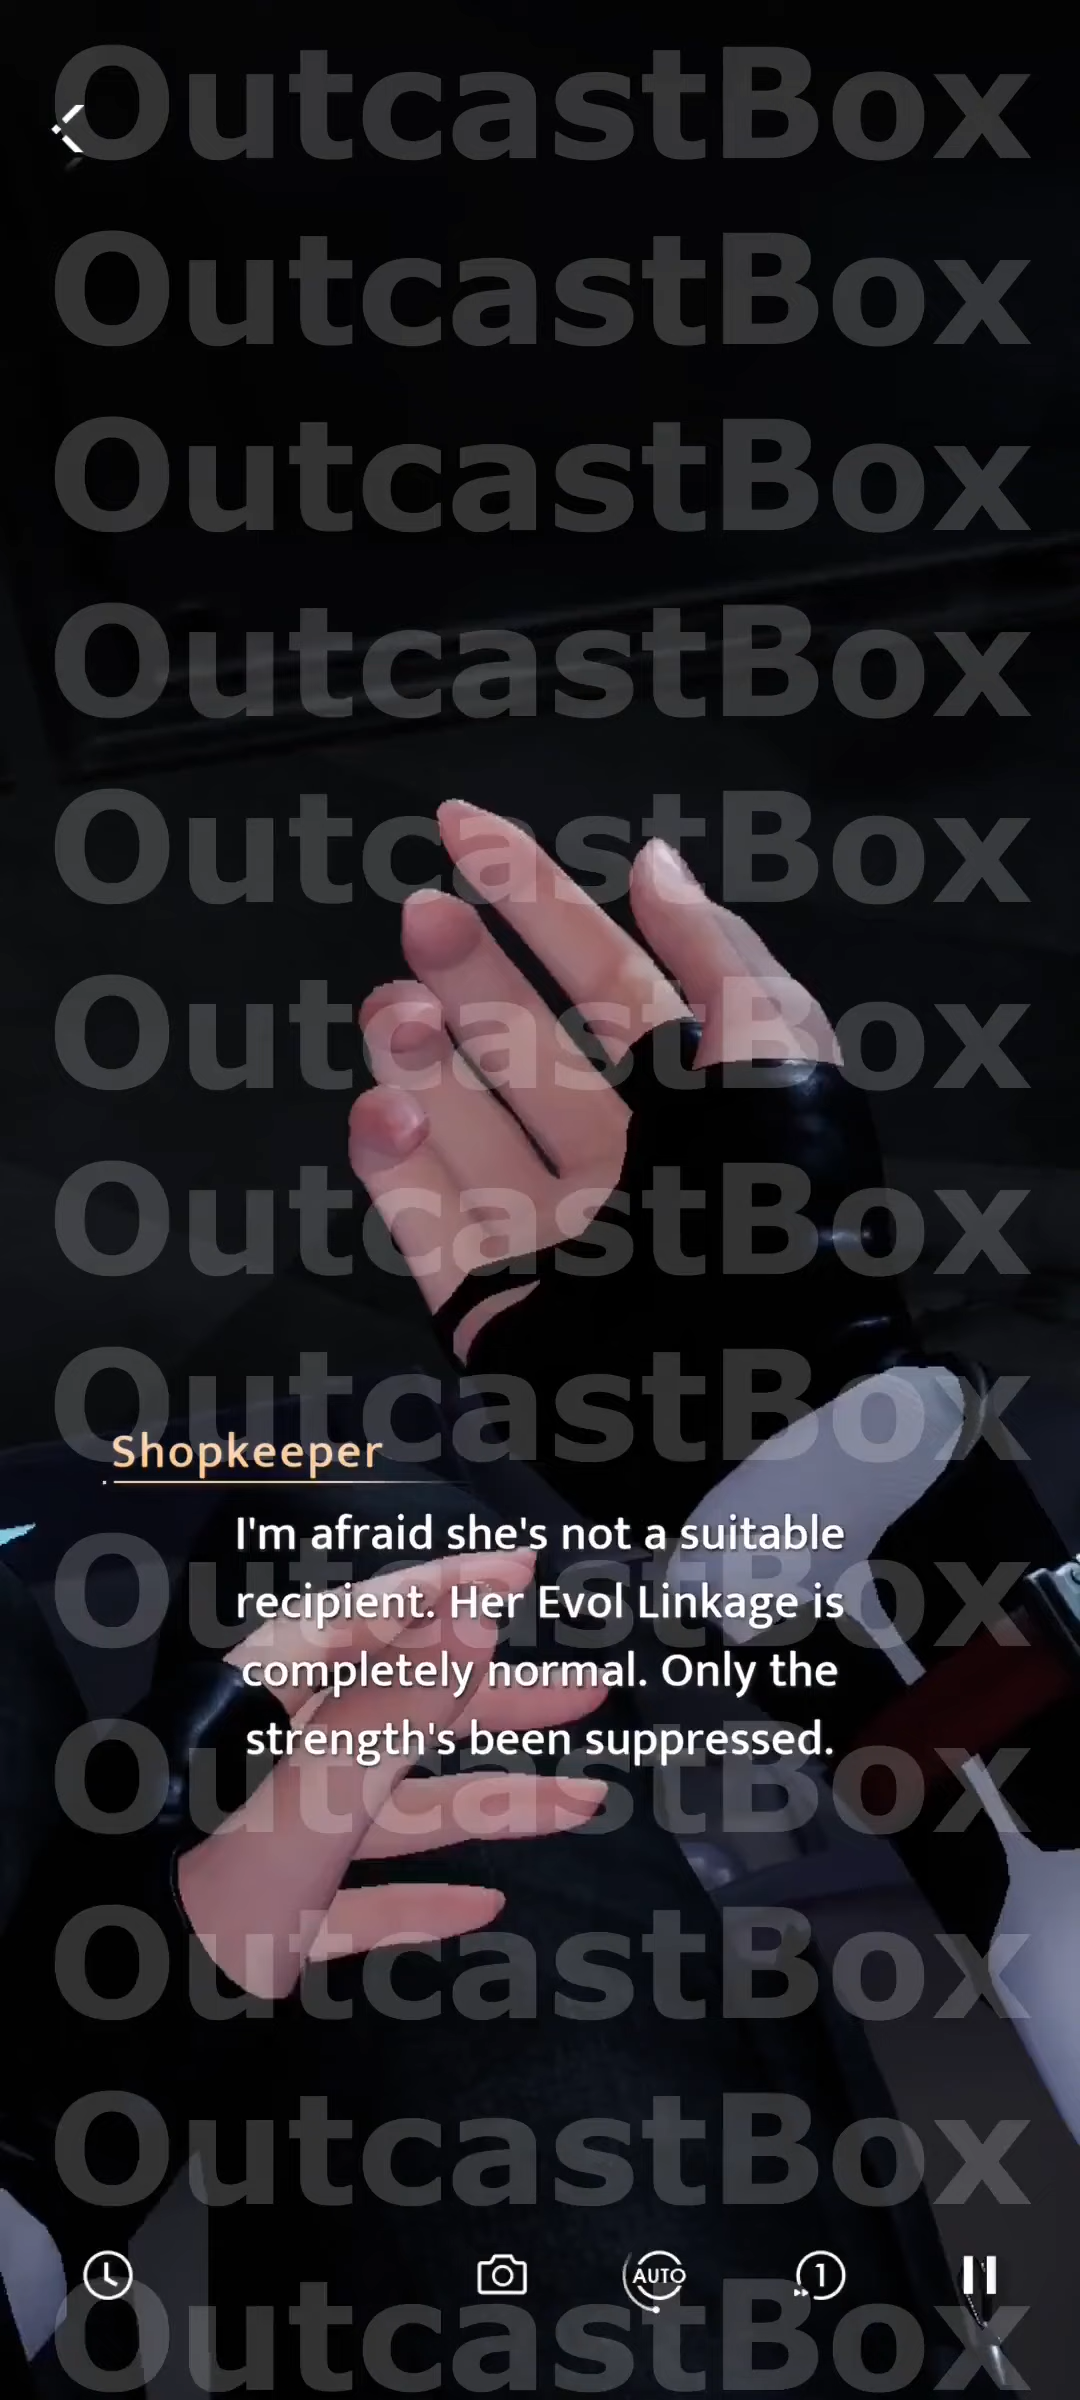 OutcastBox
OutcastBox
OutcastBox
OutcastBox
OutcastBox
OutcastBox
OutcastBox
OutcastBox
Shopkeeper
I'm afraid she's not a suitable
OutcastBox
recipient. Her Evol Linkage is
completely normal. Only the
strength's been suppressed.
OutcastBox
OutcastBox
OutcastBox
AUTO
1
OutcastBox